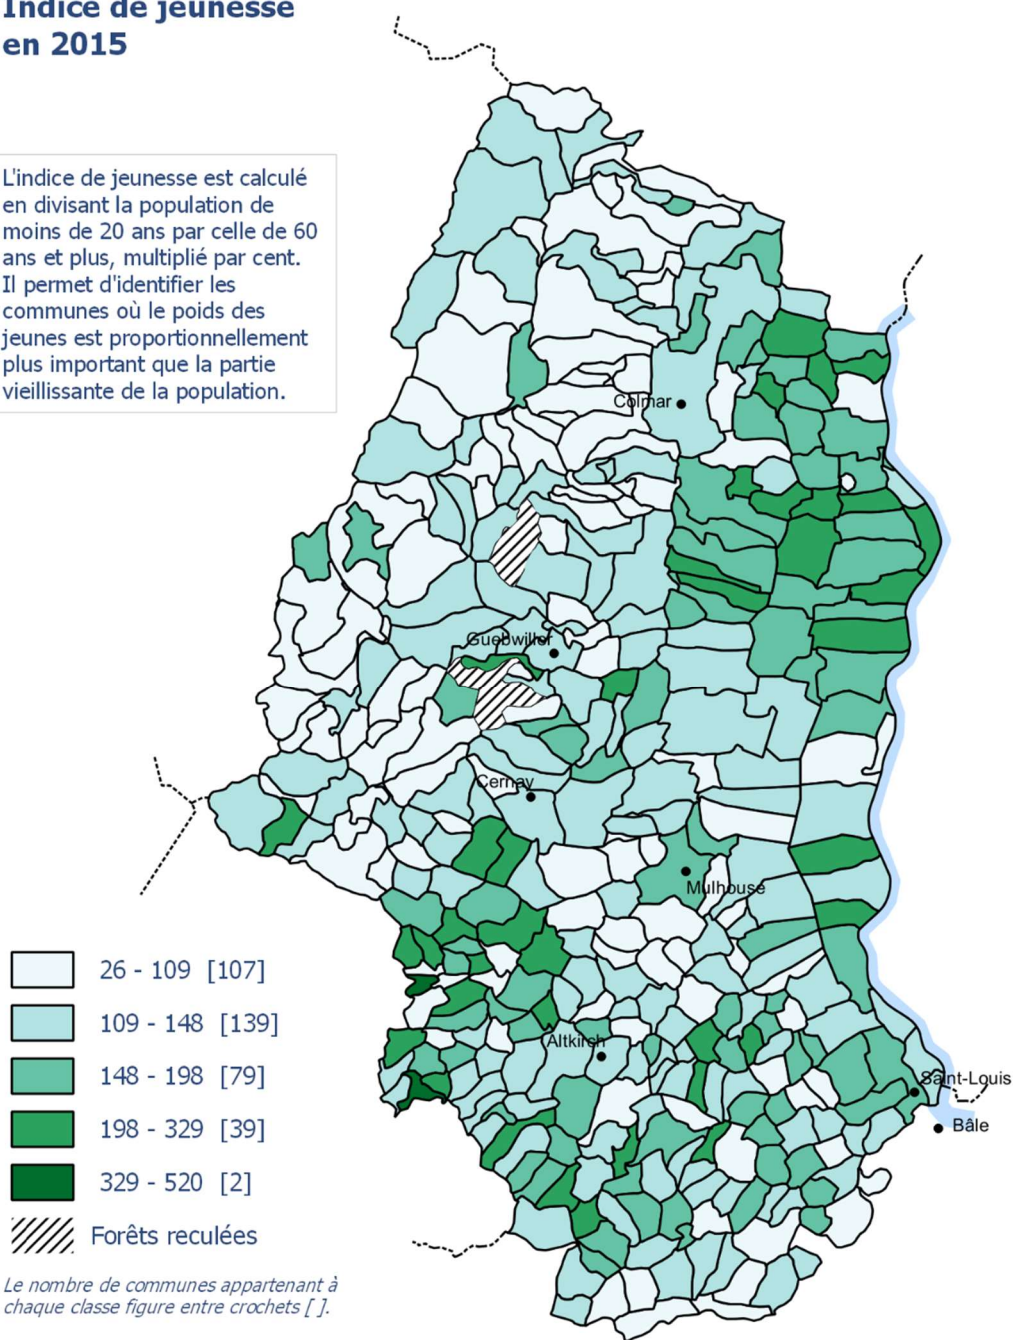 Indice de jeunesse
en 2015
L'indice de jeunesse est calculé
en divisant la population de
moins de 20 ans par celle de 60
ans et plus, multiplié par cent.
Il permet d'identifier les
communes où le poids des
jeunes est proportionnellement
plus important que la partie
vieillissante de la population.
Colmar
Guebwiller
Cernay
Mulhouse
Altkirch
Saint-Louis
Bâle
26 - 109 [107]
109 - 148 [139]
148 - 198 [79]
198 - 329 [39]
329 - 520 [2]
Forêts reculées
Le nombre de communes appartenant à
chaque classe figure entre crochets [ ].